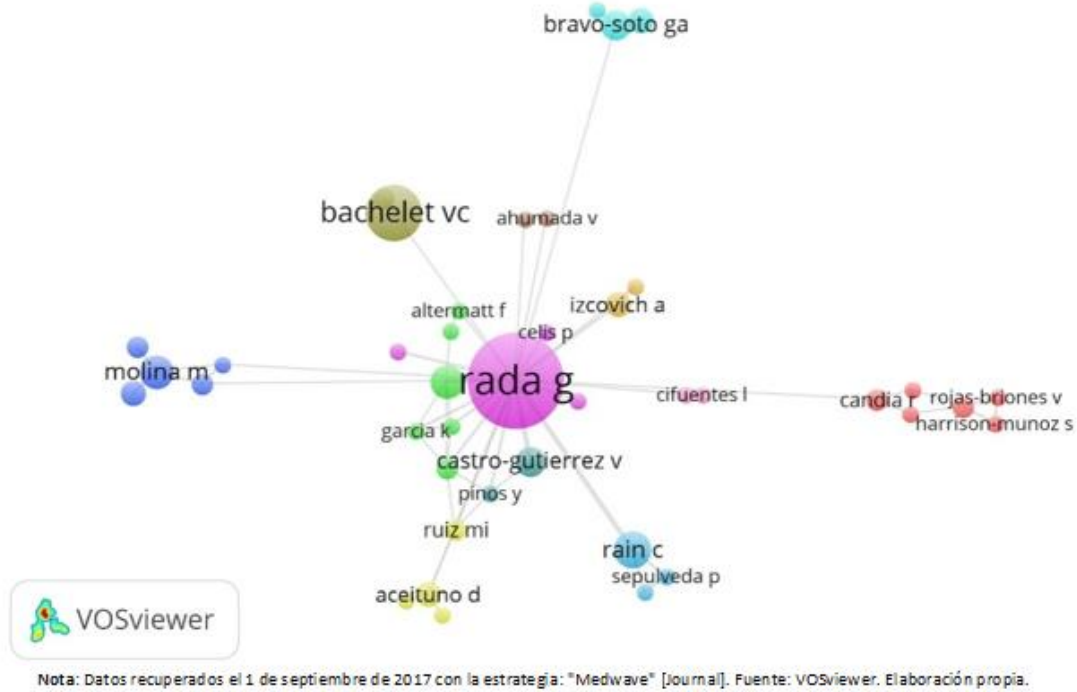 bravo-soto ga
bachelet vc
ahumada v
izcovich a
altermatt f
celis p
molina m
rada g
cifuentes l
candia r
rojas-briones v
harrison-munoz s
garcia k
castro-gutierrez v
pinos y
ruiz mi
rain c
sepulveda p
aceituno d
VOSviewer
Nota: Datos recuperados el 1 de septiembre de 2017 con la estrategia: "Medwave" [Journal]. Fuente: VOSviewer. Elaboración propia.